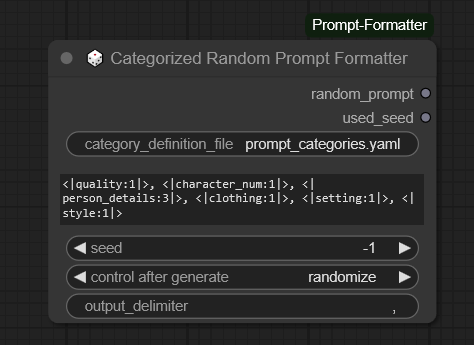 Prompt-Formatter
Categorized Random Prompt Formatter
random_prompt
used_seed
category_definition_file prompt_categories.yaml
<|quality:1|>, <|character_num:1|>, <|
person_details:3|>, <|clothing:1|>, <|setting:1|>, <|
style:1|>
seed -1
control after generate randomize
output_delimiter ,